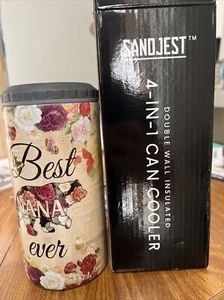 Best
NANA
ever
SANDJEST™
4-IN-1 CAN COOLER
DOUBLE WALL INSULATED